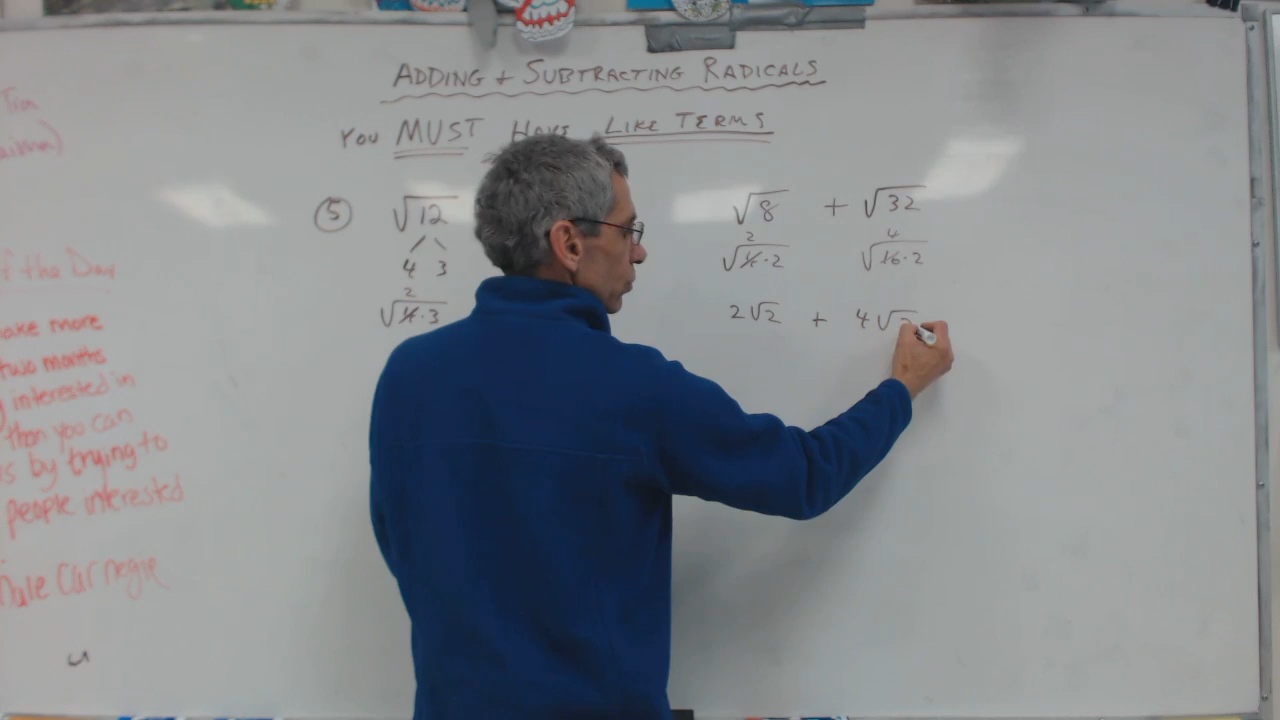 ADDING + SUBTRACTING RADICALS
YOU MUST HAVE LIKE TERMS
5 √12 √8 + √32
4 3
2 2 4
√4·3 √4·2 √16·2
2√2 + 4√2
Tim
f the Day
make more
two months
interested in
than you can
s by trying to
people interested
Dale Carnegie